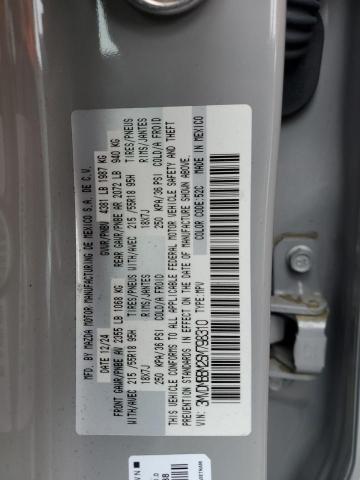 MFD. BY MAZDA MOTOR MANUFACTURING DE MEXICO S.A. DE C.V.
12/24 GVWR/PNBV 4381 LB 1987 KG
FRONT GAWR/PNBE AV 2355 LB 1068 KG REAR GAWR/PNBE AR 2072 LB 940 KG
WITH/AVEC 215 /55R18 95H TIRES/PNEUS WITH/AVEC 215 /55R18 95H TIRES/PNEUS
18X7J RIMS/JANTES 18X7J RIMS/JANTES
250 KPA/36 PSI COLD/A FROID 250 KPA/36 PSI COLD/A FROID
THIS VEHICLE CONFORMS TO ALL APPLICABLE FEDERAL MOTOR VEHICLE SAFETY AND THEFT
PREVENTION STANDARDS IN EFFECT ON THE DATE OF MANUFACTURE SHOWN ABOVE.
TYPE: MPV COLOR CODE: 52C MADE IN MEXICO
VIN: